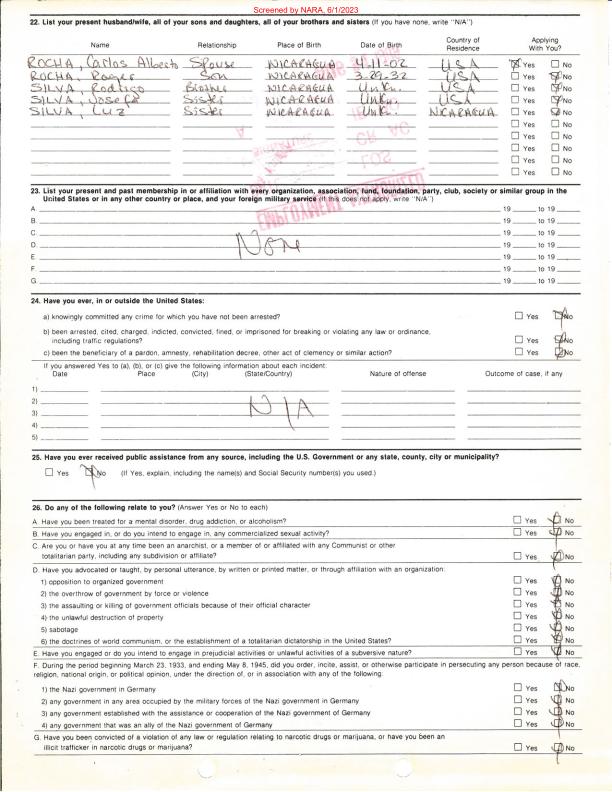 Screened by NARA, 6/1/2023
22. List your present husband/wife, all of your sons and daughters, all of your brothers and sisters (If you have none, write "N/A")
Name Relationship Place of Birth Date of Birth Country of Residence Applying With You?
ROCHA, Carlos Alberto Spouse NICARAGUA 4-11-02 USA Yes No
ROCHA, Roger Son NICARAGUA 3-29-32 USA Yes No
SILVA, Rodrigo Brother NICARAGUA Unk. USA Yes No
SILVA, Josefa Sister NICARAGUA Unk. USA Yes No
SILVA, Luz Sister NICARAGUA Unk. NICARAGUA Yes No
Yes No
Yes No
Yes No
Yes No
Yes No
EMPLOYMENT AUTHORIZED
23. List your present and past membership in or affiliation with every organization, association, fund, foundation, party, club, society or similar group in the
United States or in any other country or place, and your foreign military service (If this does not apply, write "N/A")
A. 19 to 19
B. 19 to 19
C. 19 to 19
D. None 19 to 19
E. 19 to 19
F. 19 to 19
G. 19 to 19
24. Have you ever, in or outside the United States:
a) knowingly committed any crime for which you have not been arrested? Yes No
b) been arrested, cited, charged, indicted, convicted, fined, or imprisoned for breaking or violating any law or ordinance,
including traffic regulations? Yes No
c) been the beneficiary of a pardon, amnesty, rehabilitation decree, other act of clemency or similar action? Yes No
If you answered Yes to (a), (b), or (c) give the following information about each incident:
Date Place (City) (State/Country) Nature of offense Outcome of case, if any
1)
2) N/A
3)
4)
5)
25. Have you ever received public assistance from any source, including the U.S. Government or any state, county, city or municipality?
Yes No (If Yes, explain, including the name(s) and Social Security number(s) you used.)
26. Do any of the following relate to you? (Answer Yes or No to each)
A. Have you been treated for a mental disorder, drug addiction, or alcoholism? Yes No
B. Have you engaged in, or do you intend to engage in, any commercialized sexual activity? Yes No
C. Are you or have you at any time been an anarchist, or a member of or affiliated with any Communist or other
totalitarian party, including any subdivision or affiliate? Yes No
D. Have you advocated or taught, by personal utterance, by written or printed matter, or through affiliation with an organization:
1) opposition to organized government Yes No
2) the overthrow of government by force or violence Yes No
3) the assaulting or killing of government officials because of their official character Yes No
4) the unlawful destruction of property Yes No
5) sabotage Yes No
6) the doctrines of world communism, or the establishment of a totalitarian dictatorship in the United States? Yes No
E. Have you engaged or do you intend to engage in prejudicial activities or unlawful activities of a subversive nature? Yes No
F. During the period beginning March 23, 1933, and ending May 8, 1945, did you order, incite, assist, or otherwise participate in persecuting any person because of race,
religion, national origin, or political opinion, under the direction of, or in association with any of the following:
1) the Nazi government in Germany Yes No
2) any government in any area occupied by the military forces of the Nazi government in Germany Yes No
3) any government established with the assistance or cooperation of the Nazi government of Germany Yes No
4) any government that was an ally of the Nazi government of Germany Yes No
G. Have you been convicted of a violation of any law or regulation relating to narcotic drugs or marijuana, or have you been an
illicit trafficker in narcotic drugs or marijuana? Yes No